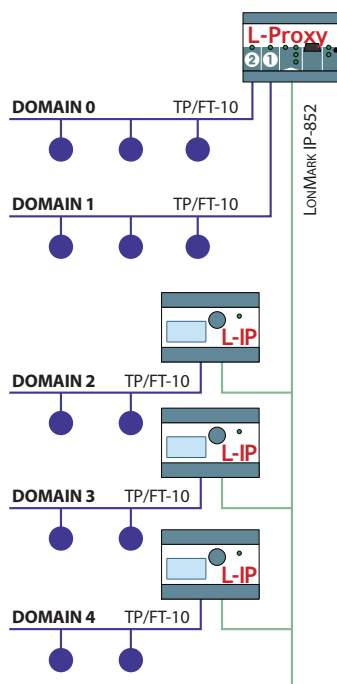 L-Proxy
2 1
DOMAIN 0 TP/FT-10
LONMARK IP-852
DOMAIN 1 TP/FT-10
L-IP
DOMAIN 2 TP/FT-10
L-IP
DOMAIN 3 TP/FT-10
L-IP
DOMAIN 4 TP/FT-10